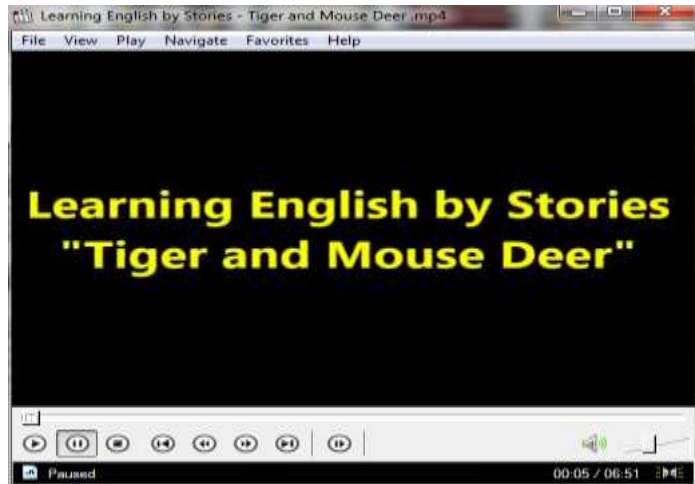 Learning English by Stories - Tiger and Mouse Deer .mp4
File View Play Navigate Favorites Help
Learning English by Stories
"Tiger and Mouse Deer"
Paused
00:05 / 06:51